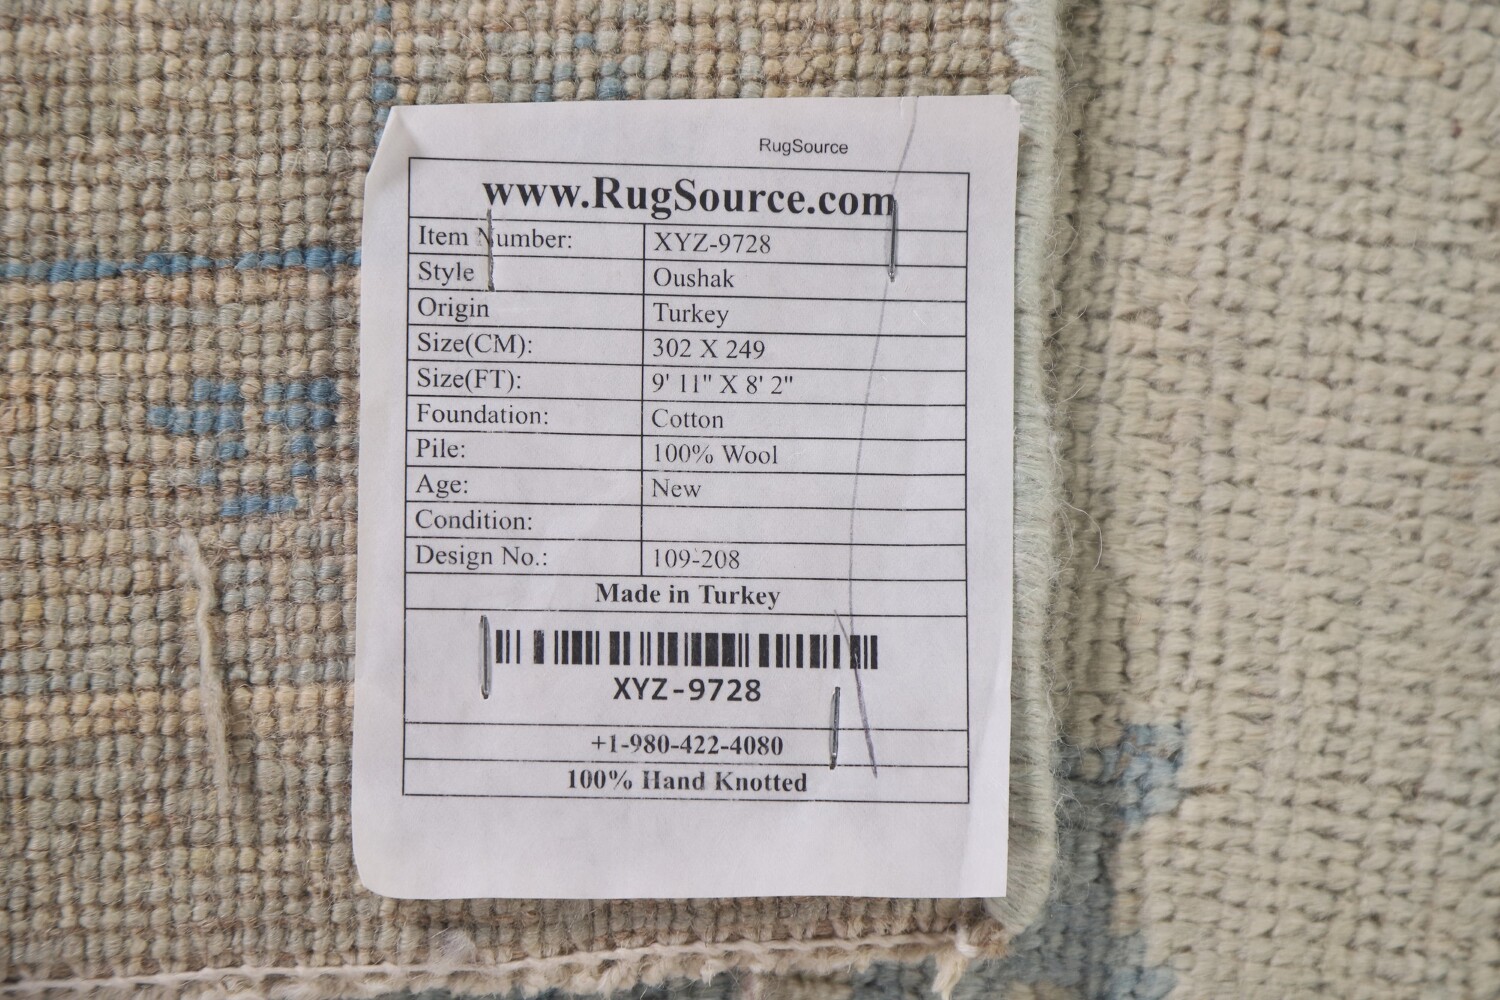 RugSource
www.RugSource.com
Item Number: XYZ-9728
Style Oushak
Origin Turkey
Size(CM): 302 X 249
Size(FT): 9' 11" X 8' 2"
Foundation: Cotton
Pile: 100% Wool
Age: New
Condition:
Design No.: 109-208
Made in Turkey
XYZ-9728
+1-980-422-4080
100% Hand Knotted